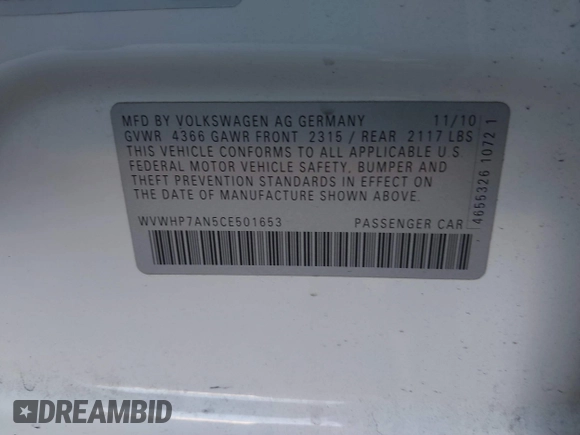 MFD BY VOLKSWAGEN AG GERMANY 11/10
GVWR 4366 GAWR FRONT 2315 / REAR 2117 LBS
THIS VEHICLE CONFORMS TO ALL APPLICABLE U S
FEDERAL MOTOR VEHICLE SAFETY, BUMPER AND
THEFT PREVENTION STANDARDS IN EFFECT ON
THE DATE OF MANUFACTURE SHOWN ABOVE.
WVWHP7AN5CE501653 PASSENGER CAR
4655326 1072 1
DREAMBID